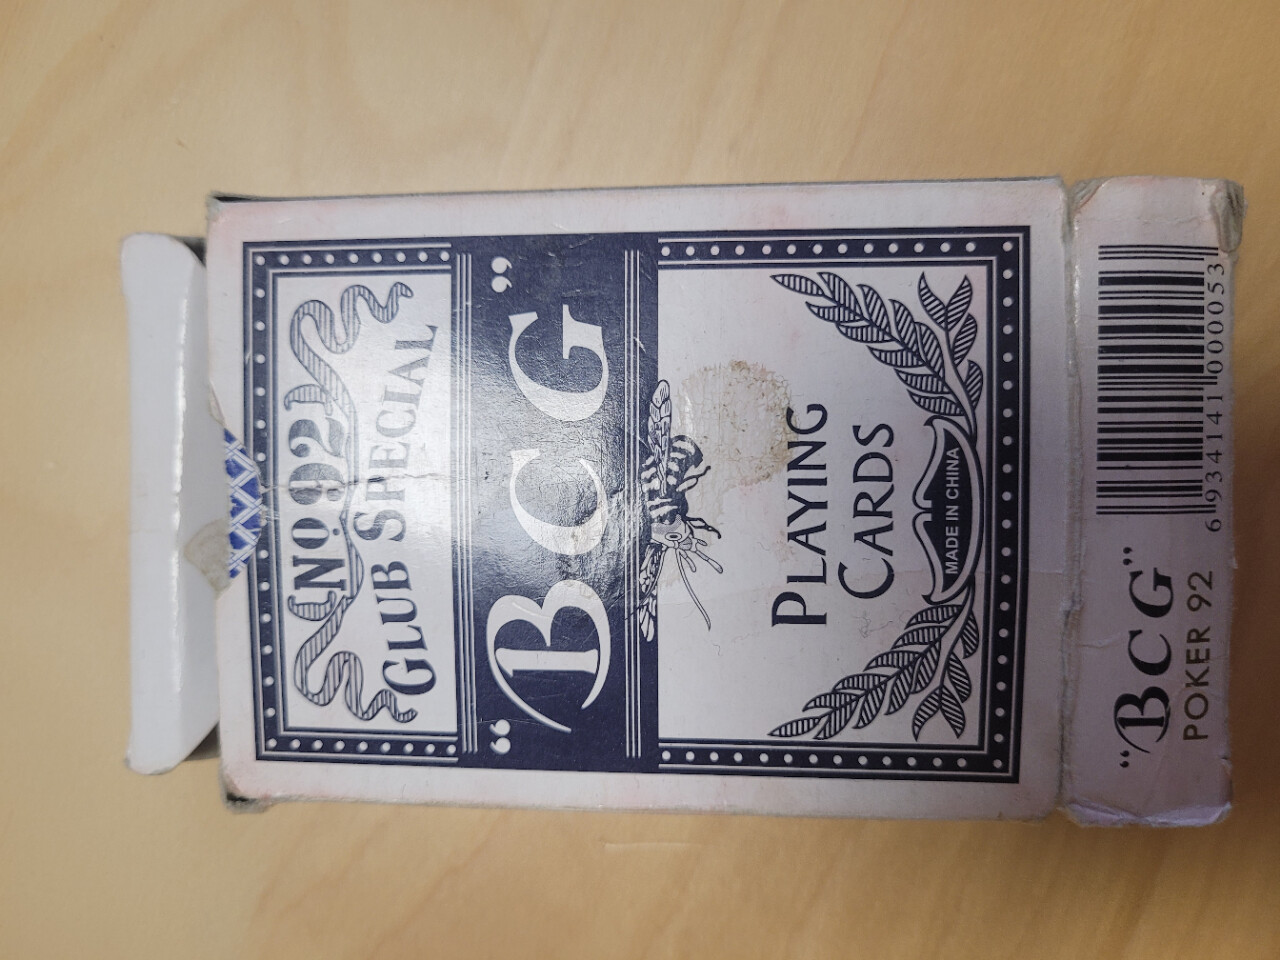 No 92
GLUB SPECIAL
"BCG"
PLAYING
CARDS
MADE IN CHINA
"BCG"
POKER 92
6 934141 000053